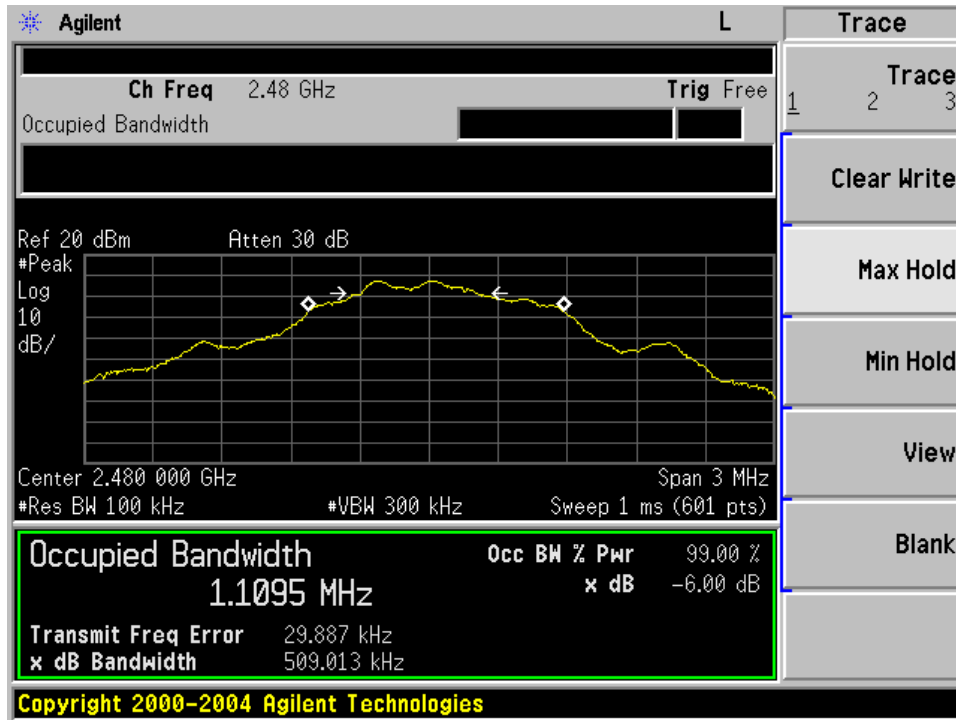 Agilent L Trace
Ch Freq 2.48 GHz Trig Free
Occupied Bandwidth
Trace
1 2 3
Clear Write
Max Hold
Min Hold
View
Blank
Ref 20 dBm Atten 30 dB
#Peak
Log
10
dB/
Center 2.480 000 GHz Span 3 MHz
#Res BW 100 kHz #VBW 300 kHz Sweep 1 ms (601 pts)
Occupied Bandwidth
1.1095 MHz
Occ BW % Pwr 99.00 %
x dB -6.00 dB
Transmit Freq Error 29.887 kHz
x dB Bandwidth 509.013 kHz
Copyright 2000-2004 Agilent Technologies